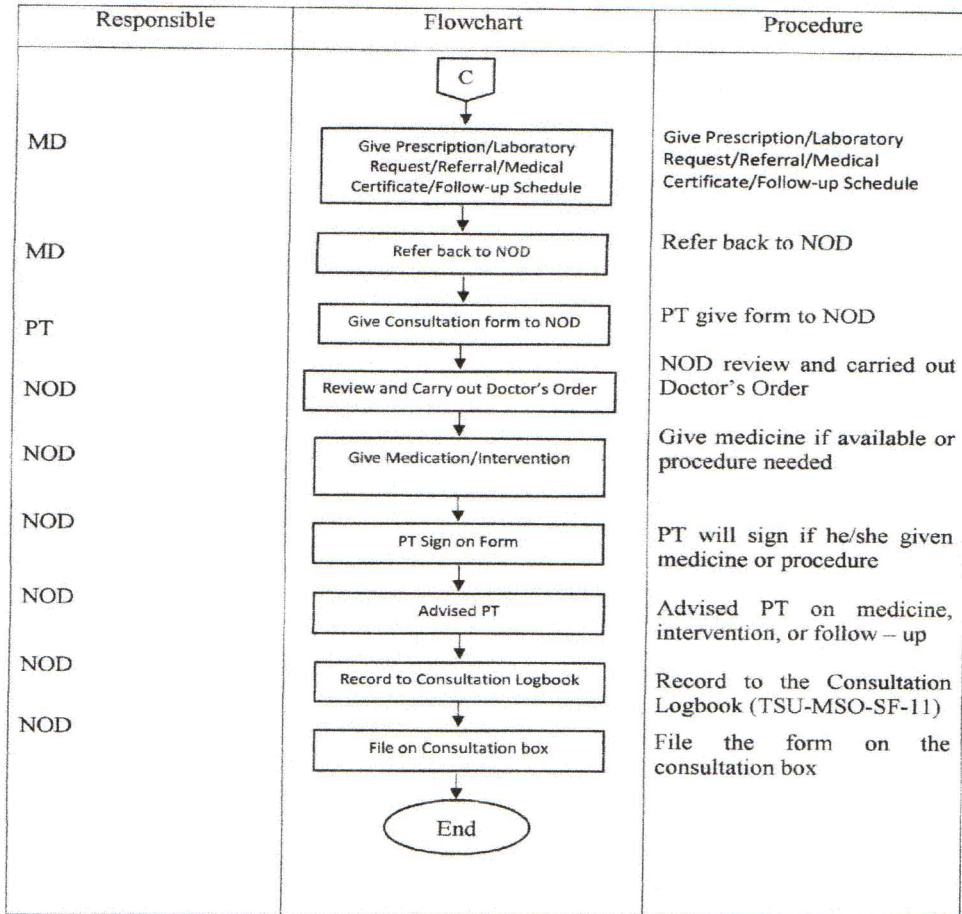 Responsible
Flowchart
Procedure
C
MD
Give Prescription/Laboratory
Request/Referral/Medical
Certificate/Follow-up Schedule
Give Prescription/Laboratory
Request/Referral/Medical
Certificate/Follow-up Schedule
MD
Refer back to NOD
Refer back to NOD
PT
Give Consultation form to NOD
PT give form to NOD
NOD
Review and Carry out Doctor's Order
NOD review and carried out
Doctor's Order
NOD
Give Medication/Intervention
Give medicine if available or
procedure needed
NOD
PT Sign on Form
PT will sign if he/she given
medicine or procedure
NOD
Advised PT
Advised PT on medicine,
intervention, or follow – up
NOD
Record to Consultation Logbook
Record to the Consultation
Logbook (TSU-MSO-SF-11)
NOD
File on Consultation box
File the form on the
consultation box
End